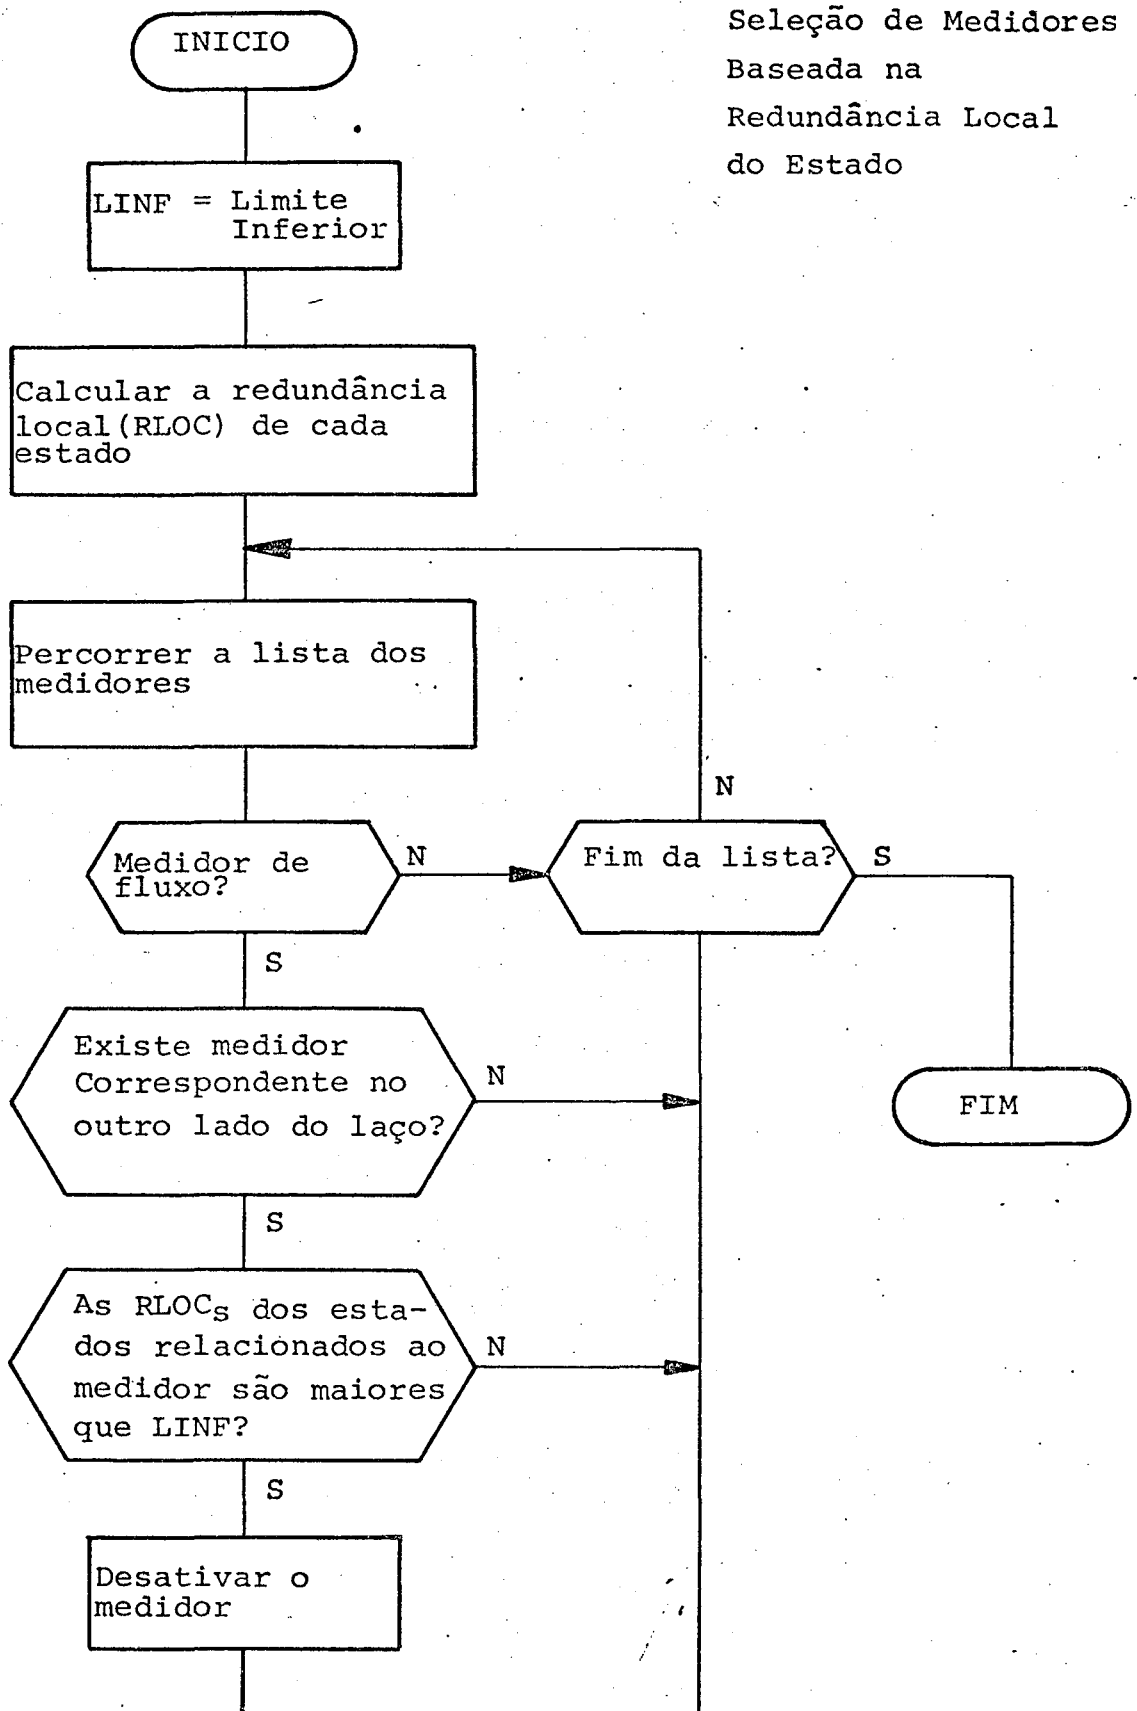 Seleção de Medidores
Baseada na
Redundância Local
do Estado
INICIO
LINF = Limite
Inferior
Calcular a redundância
local(RLOC) de cada
estado
Percorrer a lista dos
medidores
Medidor de
fluxo?
N
Fim da lista?
N
S
S
Existe medidor
Correspondente no
outro lado do laço?
N
FIM
S
As RLOCs dos esta-
dos relacionados ao
medidor são maiores
que LINF?
N
S
Desativar o
medidor